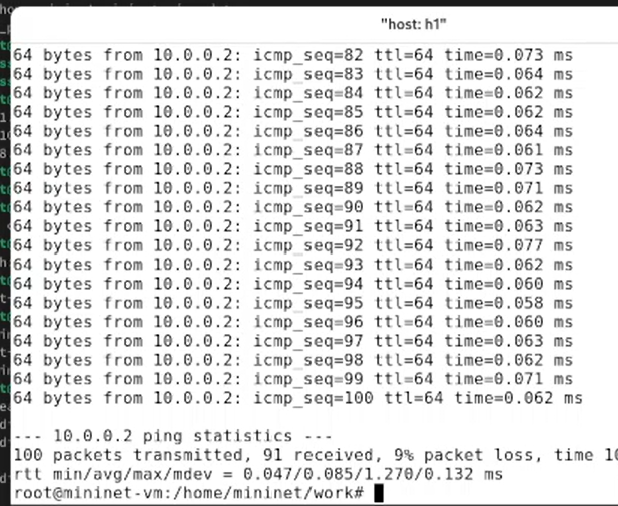 "host: h1"
64 bytes from 10.0.0.2: icmp_seq=82 ttl=64 time=0.073 ms
64 bytes from 10.0.0.2: icmp_seq=83 ttl=64 time=0.064 ms
64 bytes from 10.0.0.2: icmp_seq=84 ttl=64 time=0.062 ms
64 bytes from 10.0.0.2: icmp_seq=85 ttl=64 time=0.062 ms
64 bytes from 10.0.0.2: icmp_seq=86 ttl=64 time=0.064 ms
64 bytes from 10.0.0.2: icmp_seq=87 ttl=64 time=0.061 ms
64 bytes from 10.0.0.2: icmp_seq=88 ttl=64 time=0.073 ms
64 bytes from 10.0.0.2: icmp_seq=89 ttl=64 time=0.071 ms
64 bytes from 10.0.0.2: icmp_seq=90 ttl=64 time=0.062 ms
64 bytes from 10.0.0.2: icmp_seq=91 ttl=64 time=0.063 ms
64 bytes from 10.0.0.2: icmp_seq=92 ttl=64 time=0.077 ms
64 bytes from 10.0.0.2: icmp_seq=93 ttl=64 time=0.062 ms
64 bytes from 10.0.0.2: icmp_seq=94 ttl=64 time=0.060 ms
64 bytes from 10.0.0.2: icmp_seq=95 ttl=64 time=0.058 ms
64 bytes from 10.0.0.2: icmp_seq=96 ttl=64 time=0.060 ms
64 bytes from 10.0.0.2: icmp_seq=97 ttl=64 time=0.063 ms
64 bytes from 10.0.0.2: icmp_seq=98 ttl=64 time=0.062 ms
64 bytes from 10.0.0.2: icmp_seq=99 ttl=64 time=0.071 ms
64 bytes from 10.0.0.2: icmp_seq=100 ttl=64 time=0.062 ms
--- 10.0.0.2 ping statistics ---
100 packets transmitted, 91 received, 9% packet loss, time 10
rtt min/avg/max/mdev = 0.047/0.085/1.270/0.132 ms
root@mininet-vm:/home/mininet/work#